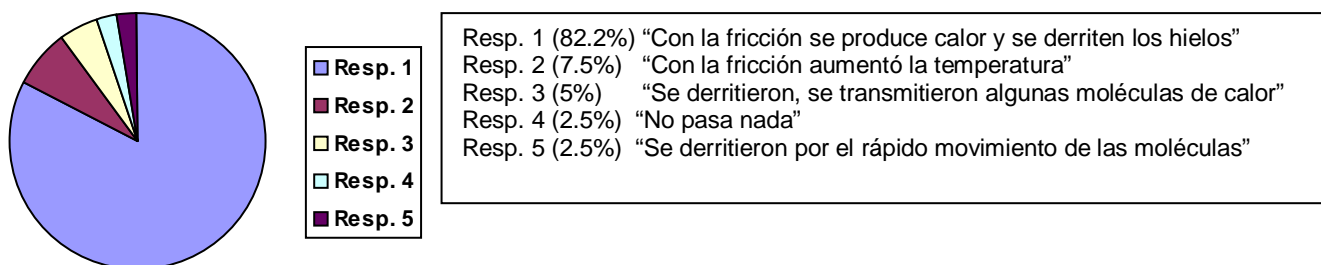 Resp. 1
Resp. 2
Resp. 3
Resp. 4
Resp. 5
Resp. 1 (82.2%) “Con la fricción se produce calor y se derriten los hielos”
Resp. 2 (7.5%) “Con la fricción aumentó la temperatura”
Resp. 3 (5%) “Se derritieron, se transmitieron algunas moléculas de calor”
Resp. 4 (2.5%) “No pasa nada”
Resp. 5 (2.5%) “Se derritieron por el rápido movimiento de las moléculas”